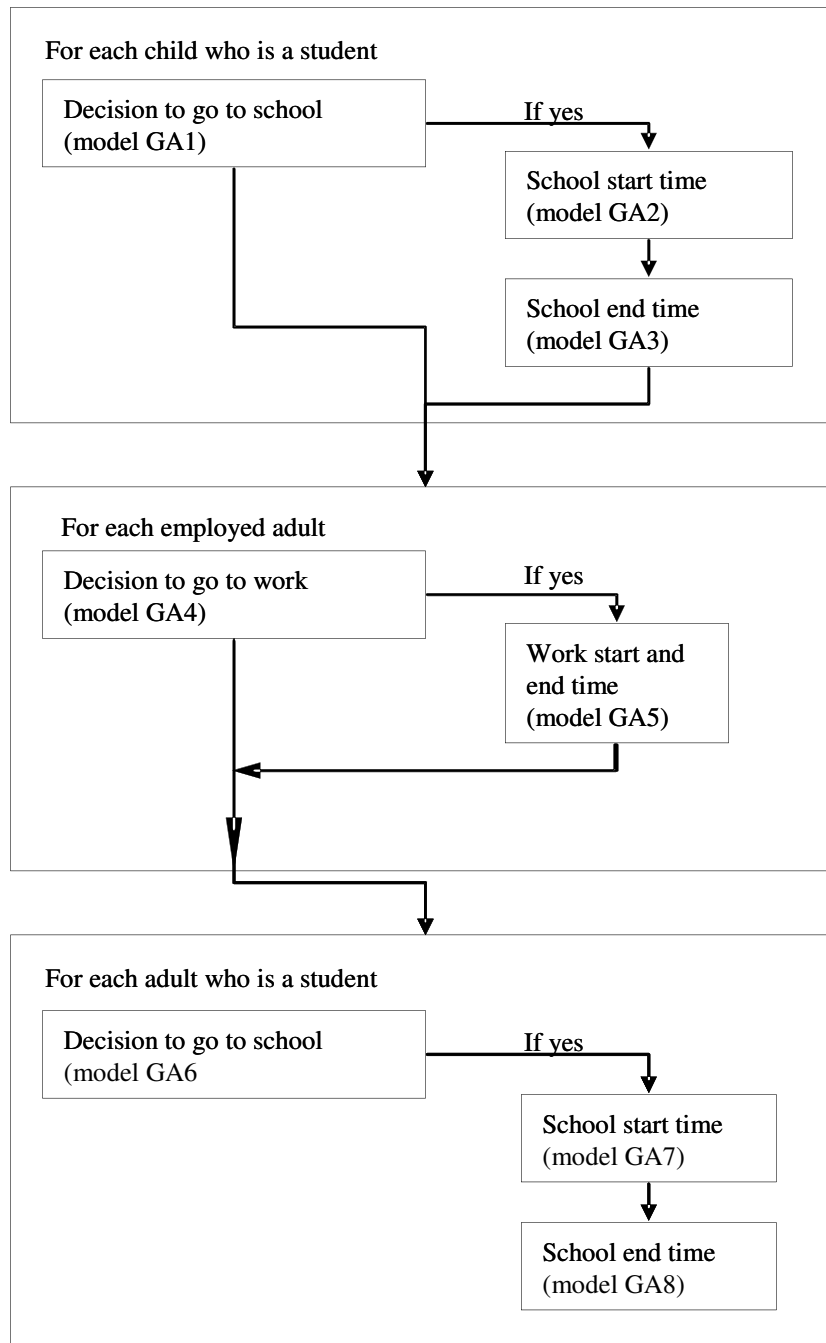 For each child who is a student
Decision to go to school
(model GA1)
If yes
School start time
(model GA2)
School end time
(model GA3)
For each employed adult
Decision to go to work
(model GA4)
If yes
Work start and
end time
(model GA5)
For each adult who is a student
Decision to go to school
(model GA6
If yes
School start time
(model GA7)
School end time
(model GA8)